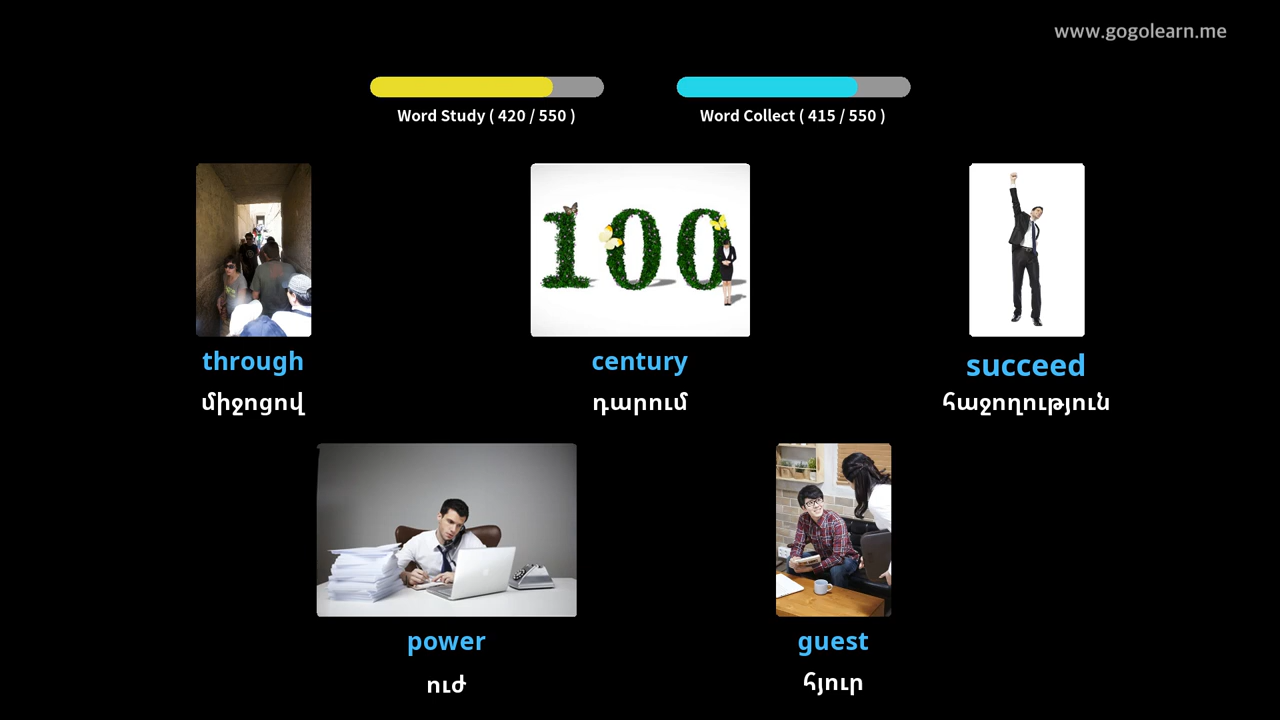 www.gogolearn.me
Word Study ( 420 / 550 )
Word Collect ( 415 / 550 )
100
through
միջոցով
century
դարում
succeed
հաջողություն
power
ուժ
guest
հյուր